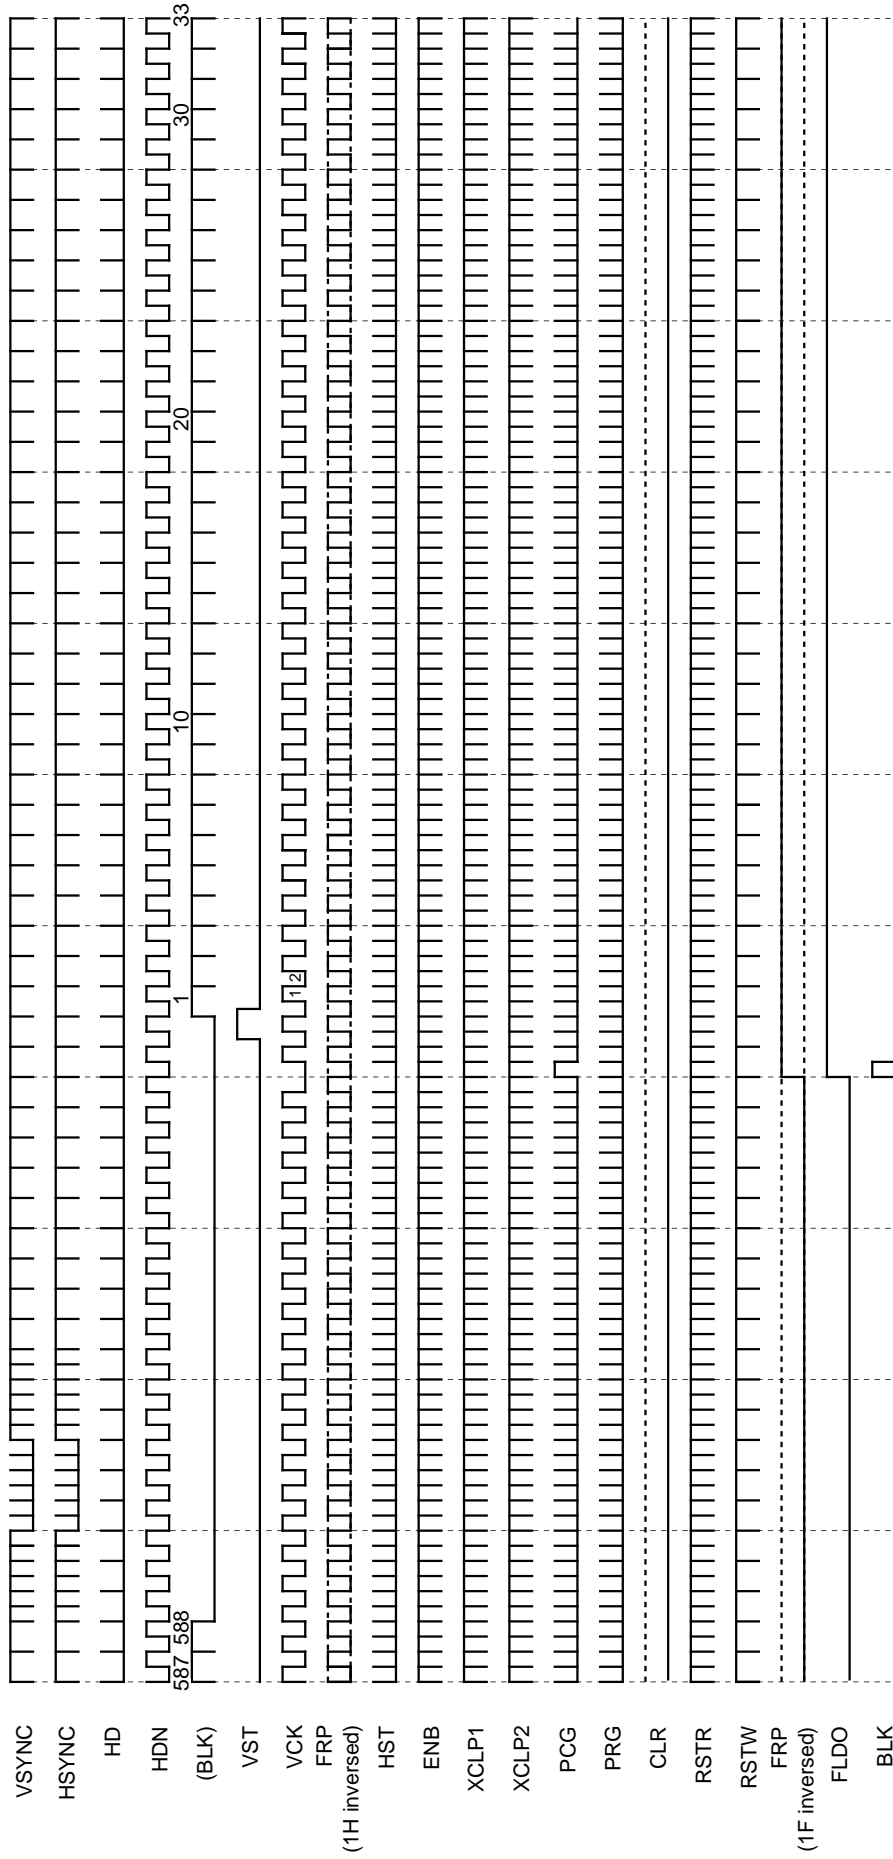 VSYNC
HSYNC
HD
HDN
587 588 1 10 20 30 33
(BLK)
VST
VCK
1 2
FRP
(1H inversed)
HST
ENB
XCLP1
XCLP2
PCG
PRG
CLR
RSTR
RSTW
FRP
(1F inversed)
FLDO
BLK